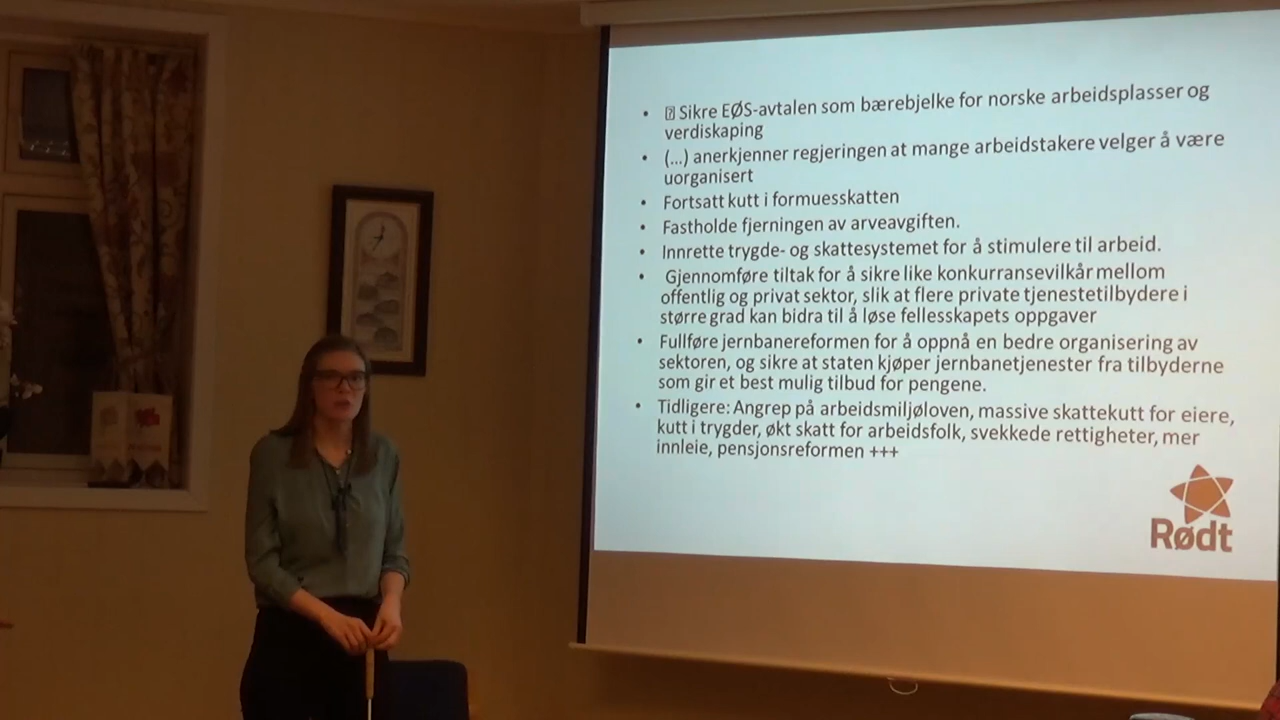 • ⍰ Sikre EØS-avtalen som bærebjelke for norske arbeidsplasser og
verdiskaping
• (...) anerkjenner regjeringen at mange arbeidstakere velger å være
uorganisert
• Fortsatt kutt i formuesskatten
• Fastholde fjerningen av arveavgiften.
• Innrette trygde- og skattesystemet for å stimulere til arbeid.
• Gjennomføre tiltak for å sikre like konkurransevilkår mellom
offentlig og privat sektor, slik at flere private tjenestetilbydere i
større grad kan bidra til å løse fellesskapets oppgaver
• Fullføre jernbanereformen for å oppnå en bedre organisering av
sektoren, og sikre at staten kjøper jernbanetjenester fra tilbyderne
som gir et best mulig tilbud for pengene.
• Tidligere: Angrep på arbeidsmiljøloven, massive skattekutt for eiere,
kutt i trygder, økt skatt for arbeidsfolk, svekkede rettigheter, mer
innleie, pensjonsreformen +++
Rødt